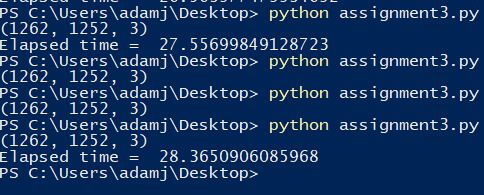 PS C:\Users\adamj\Desktop> python assignment3.py
(1262, 1252, 3)
Elapsed time =  27.55699849128723
PS C:\Users\adamj\Desktop> python assignment3.py
(1262, 1252, 3)
PS C:\Users\adamj\Desktop> python assignment3.py
(1262, 1252, 3)
PS C:\Users\adamj\Desktop> python assignment3.py
(1262, 1252, 3)
Elapsed time =  28.3650906085968
PS C:\Users\adamj\Desktop>